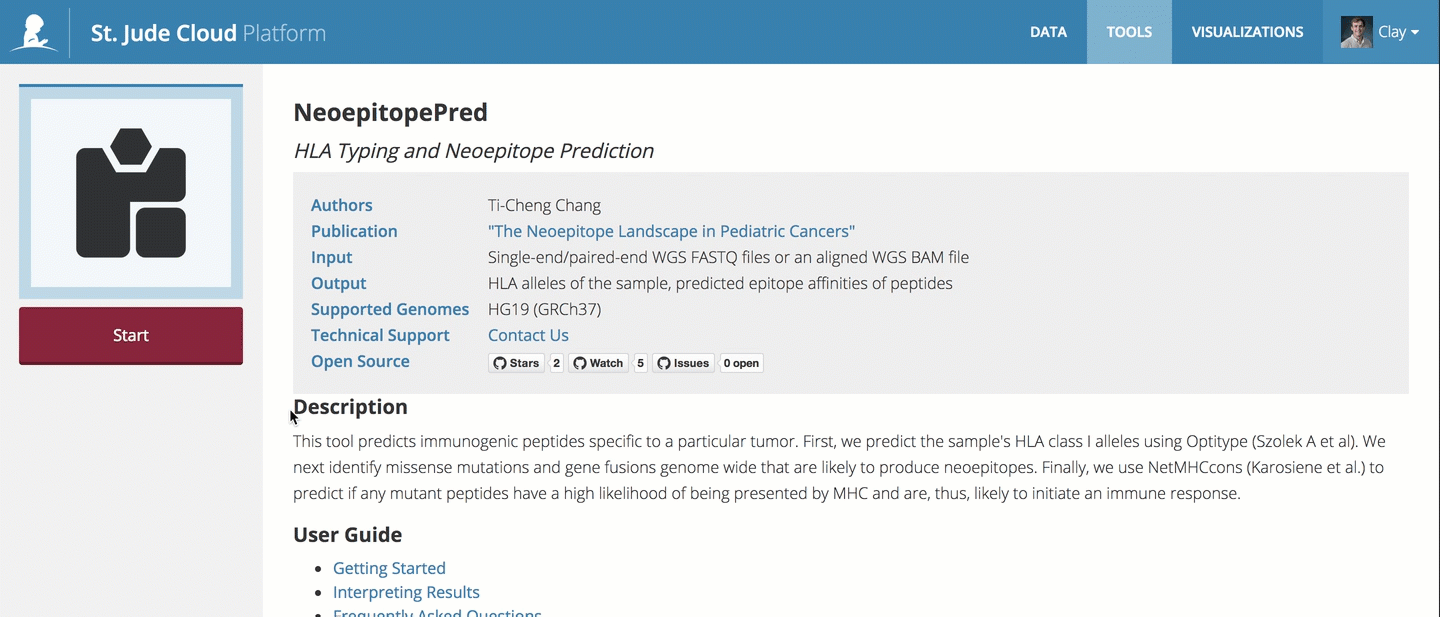 St. Jude Cloud Platform
DATA
TOOLS
VISUALIZATIONS
Clay
Start
NeoepitopePred
HLA Typing and Neoepitope Prediction
Authors Ti-Cheng Chang
Publication "The Neoepitope Landscape in Pediatric Cancers"
Input Single-end/paired-end WGS FASTQ files or an aligned WGS BAM file
Output HLA alleles of the sample, predicted epitope affinities of peptides
Supported Genomes HG19 (GRCh37)
Technical Support Contact Us
Open Source Stars 2 Watch 5 Issues 0 open
Description
This tool predicts immunogenic peptides specific to a particular tumor. First, we predict the sample's HLA class I alleles using Optitype (Szolek A et al). We
next identify missense mutations and gene fusions genome wide that are likely to produce neoepitopes. Finally, we use NetMHCcons (Karosiene et al.) to
predict if any mutant peptides have a high likelihood of being presented by MHC and are, thus, likely to initiate an immune response.
User Guide
Getting Started
Interpreting Results
Frequently Asked Questions